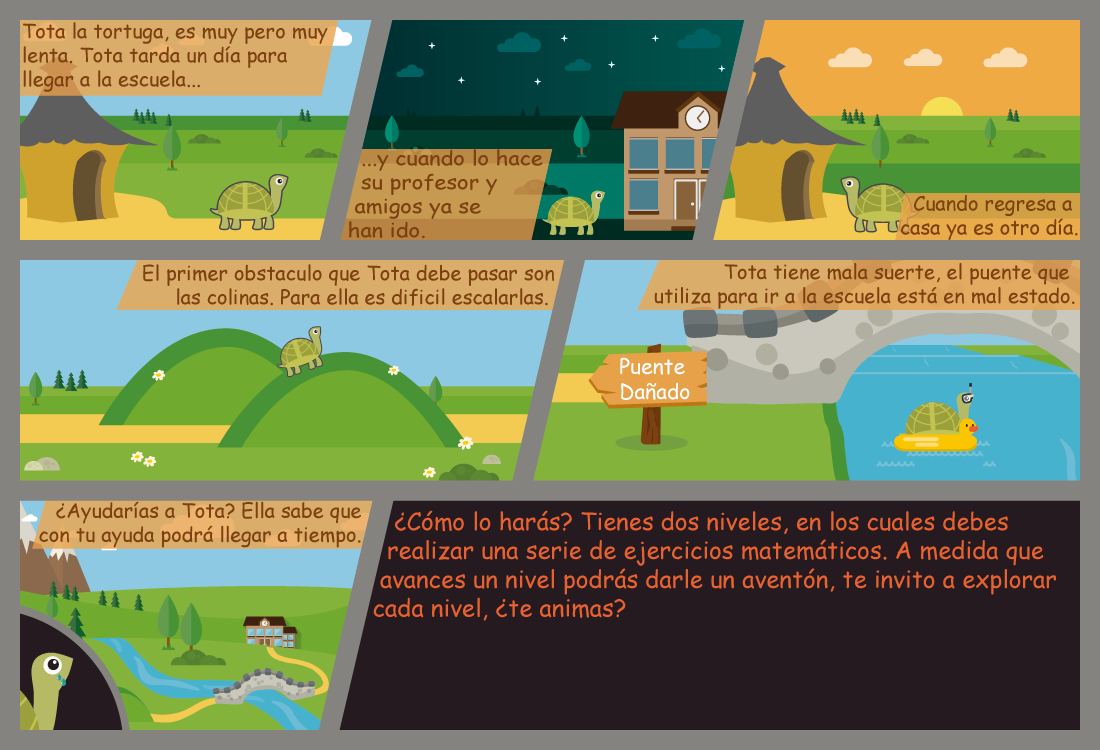 Tota la tortuga, es muy pero muy
lenta. Tota tarda un día para
llegar a la escuela...
...y cuando lo hace
su profesor y
amigos ya se
han ido.
Cuando regresa a
casa ya es otro día.
El primer obstaculo que Tota debe pasar son
las colinas. Para ella es dificil escalarlas.
Tota tiene mala suerte, el puente que
utiliza para ir a la escuela está en mal estado.
Puente
Dañado
¿Ayudarías a Tota? Ella sabe que
con tu ayuda podrá llegar a tiempo.
¿Cómo lo harás? Tienes dos niveles, en los cuales debes
realizar una serie de ejercicios matemáticos. A medida que
avances un nivel podrás darle un aventón, te invito a explorar
cada nivel, ¿te animas?